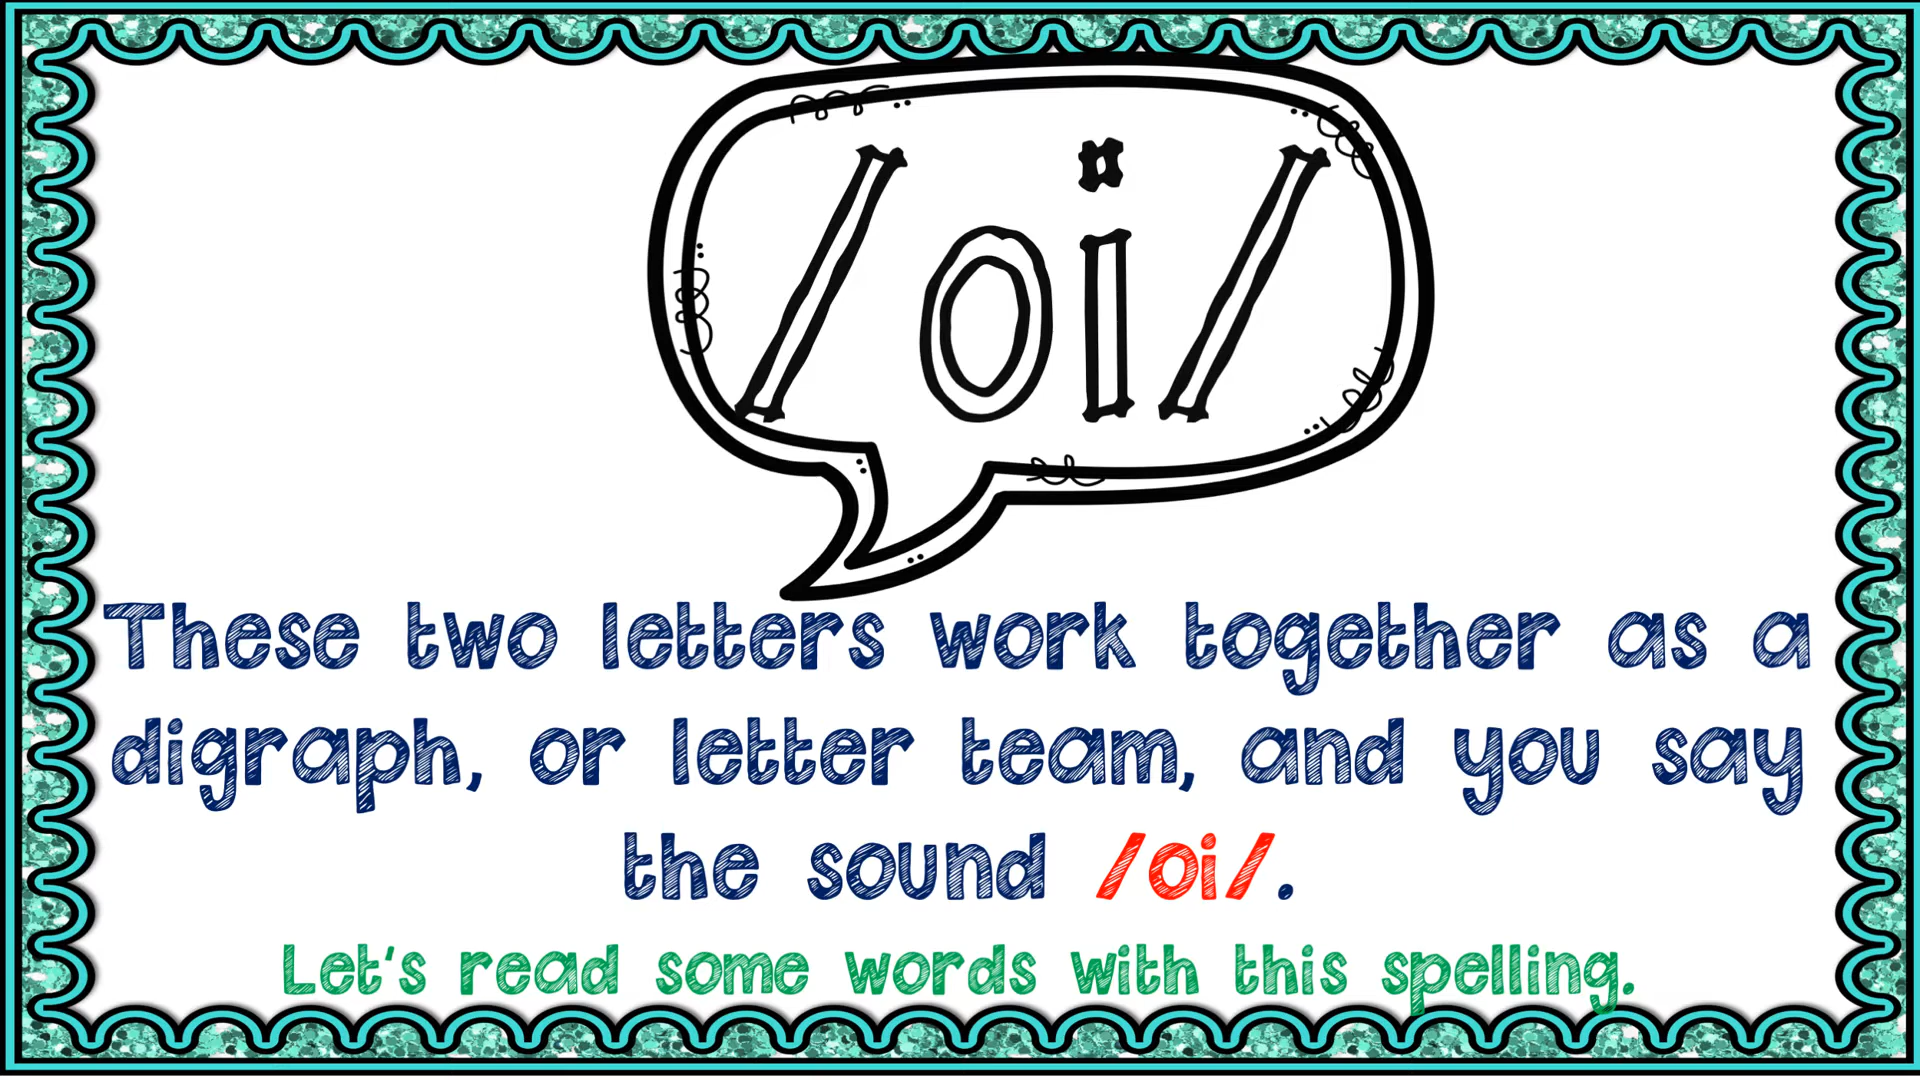 /oi/
These two letters work together as a
digraph, or letter team, and you say
the sound /oi/.
Let's read some words with this spelling.